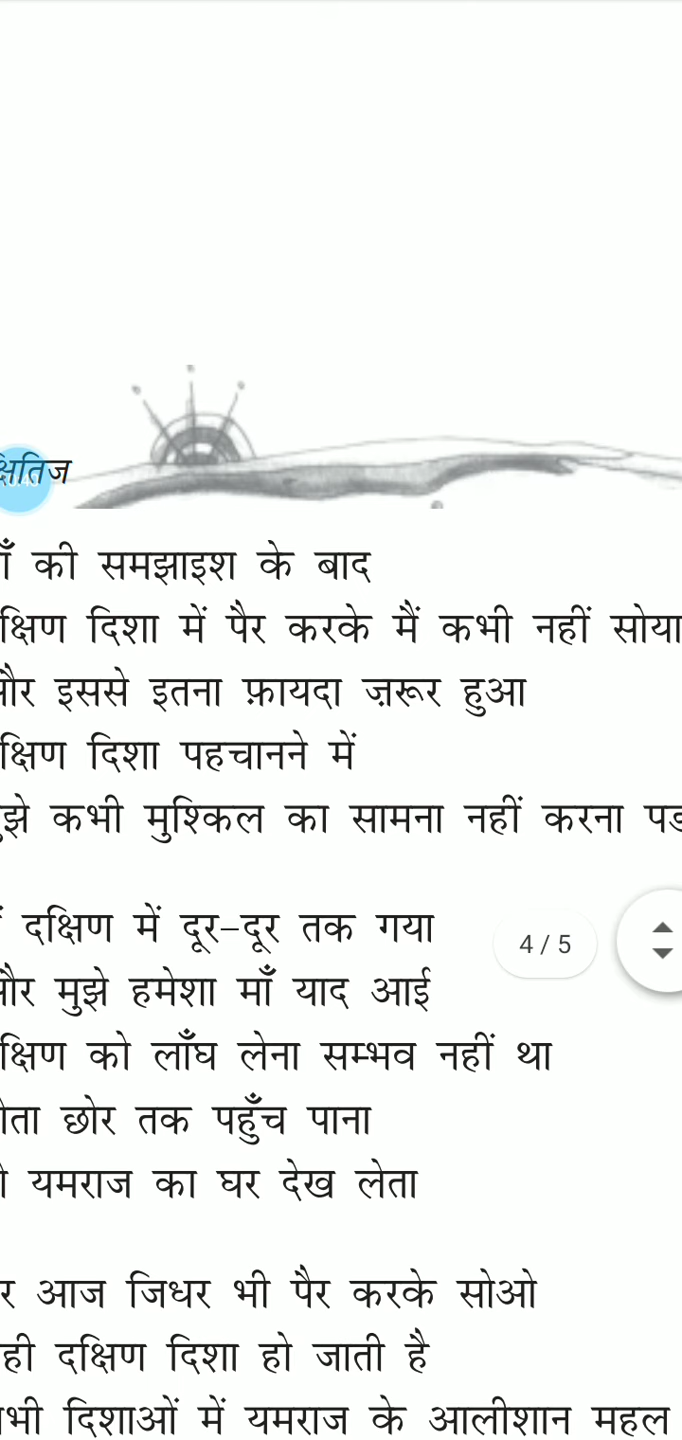 क्षितिज
ाँ की समझाइश के बाद
क्षिण दिशा में पैर करके मैं कभी नहीं सोया
और इससे इतना फ़ायदा ज़रूर हुआ
क्षिण दिशा पहचानने में
मुझे कभी मुश्किल का सामना नहीं करना पड
दक्षिण में दूर-दूर तक गया
और मुझे हमेशा माँ याद आई
क्षिण को लाँघ लेना सम्भव नहीं था
ोता छोर तक पहुँच पाना
यमराज का घर देख लेता
4 / 5
र आज जिधर भी पैर करके सोओ
ही दक्षिण दिशा हो जाती है
भी दिशाओं में यमराज के आलीशान महल